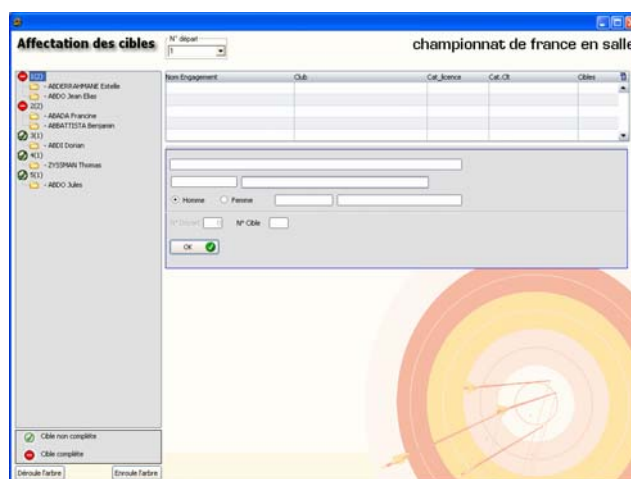 Affectation des cibles
N° départ
1
championnat de france en salle
1(2)
- ABDERRAHMANE Estelle
- ABDO Jean Elias
2(2)
- ABADA Francine
- ABBATTISTA Benjamin
3(1)
- ABDI Dorian
4(1)
- ZYSSMAN Thomas
5(1)
- ABDO Jules
Nom Engagement Club Cat_licence Cat.Clt Cibles
Homme Femme
N° Départ 0 N° Cible
OK
Cible non complète
Cible complète
Déroule l'arbre Enroule l'arbre